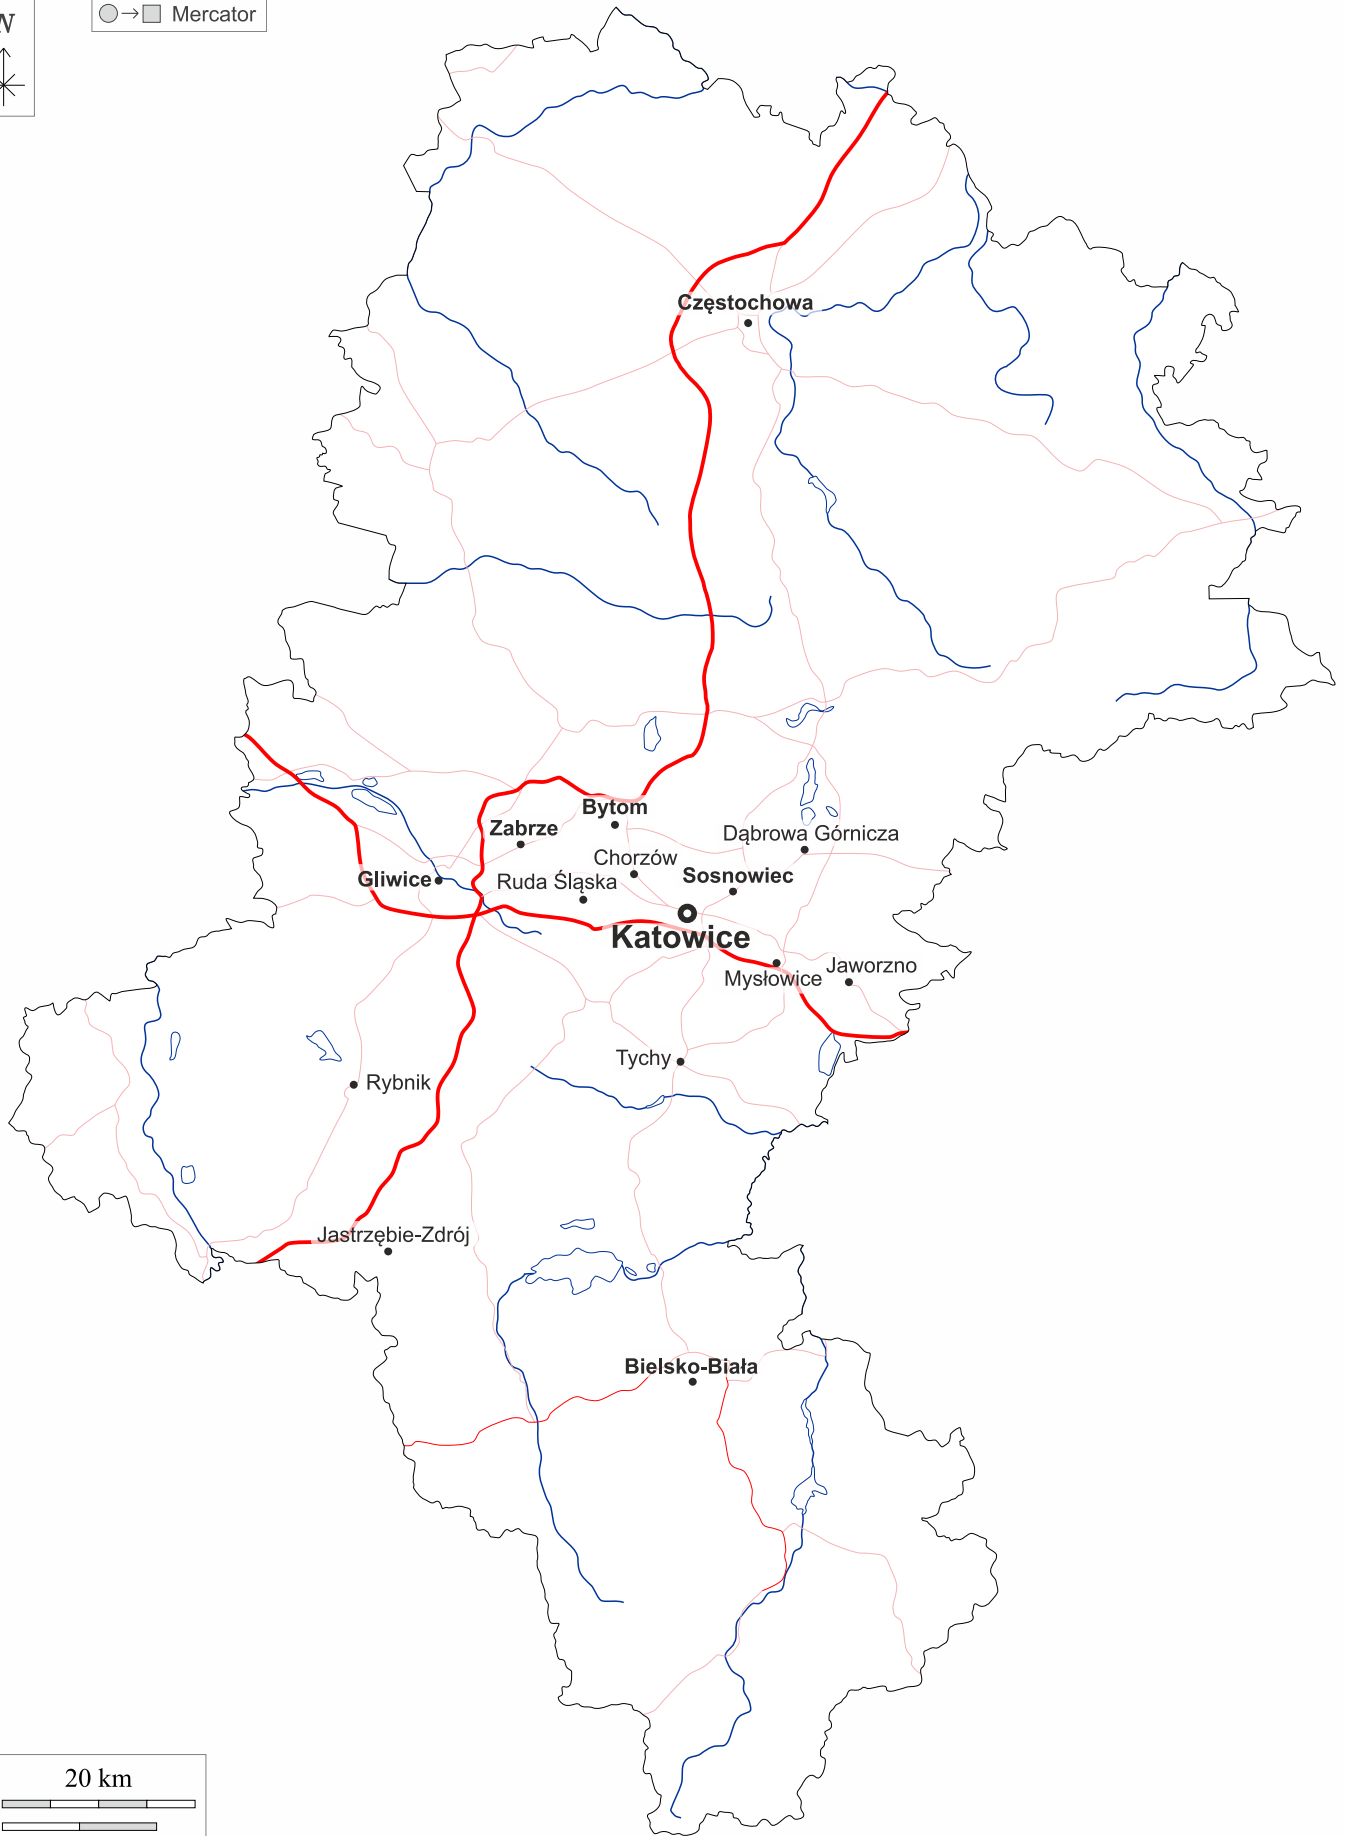 N
Mercator
Częstochowa
Bytom
Zabrze
Dąbrowa Górnicza
Chorzów
Sosnowiec
Gliwice
Ruda Śląska
Katowice
Jaworzno
Mysłowice
Tychy
Rybnik
Jastrzębie-Zdrój
Bielsko-Biała
20 km